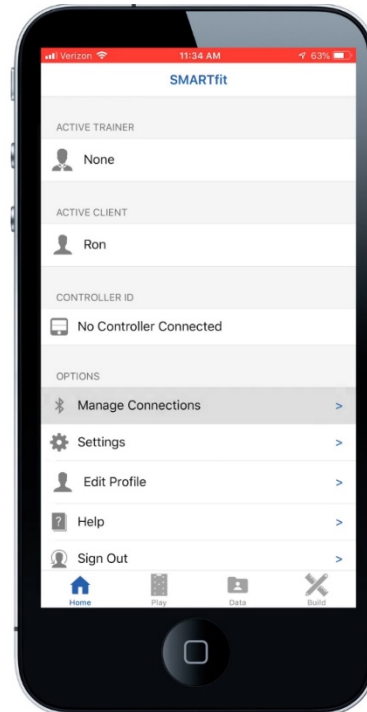 Verizon 11:34 AM 63%
SMARTfit
ACTIVE TRAINER
None
ACTIVE CLIENT
Ron
CONTROLLER ID
No Controller Connected
OPTIONS
Manage Connections >
Settings >
Edit Profile >
? Help >
Sign Out >
Home Play Data Build